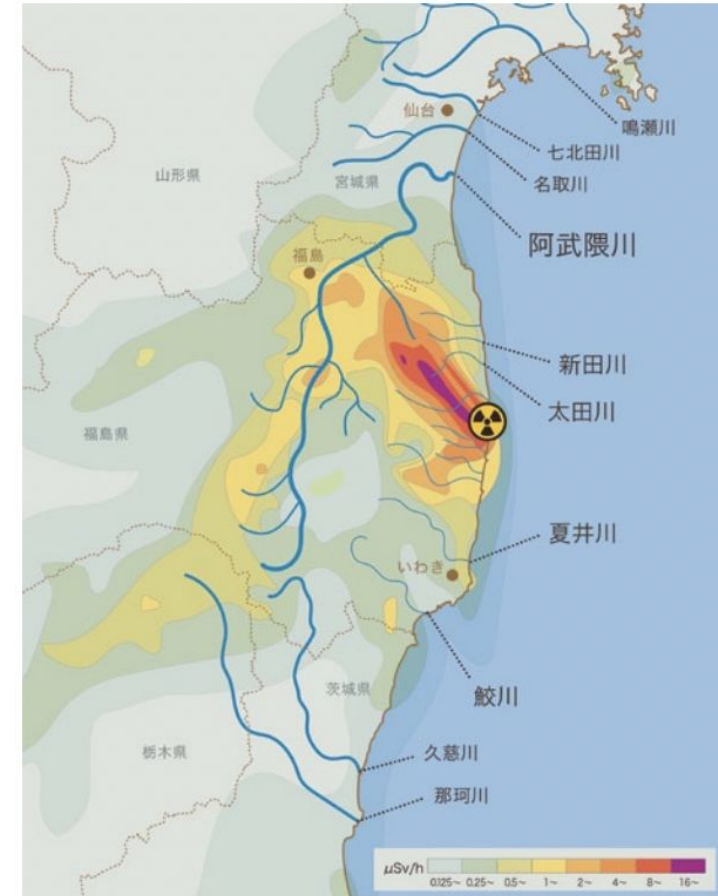 仙台
鳴瀬川
七北田川
山形県
名取川
宮城県
阿武隈川
福島
新田川
太田川
福島県
夏井川
いわき
鮫川
茨城県
栃木県
久慈川
那珂川
μSv/h
0.125~ 0.25~ 0.5~ 1~ 2~ 4~ 8~ 16~